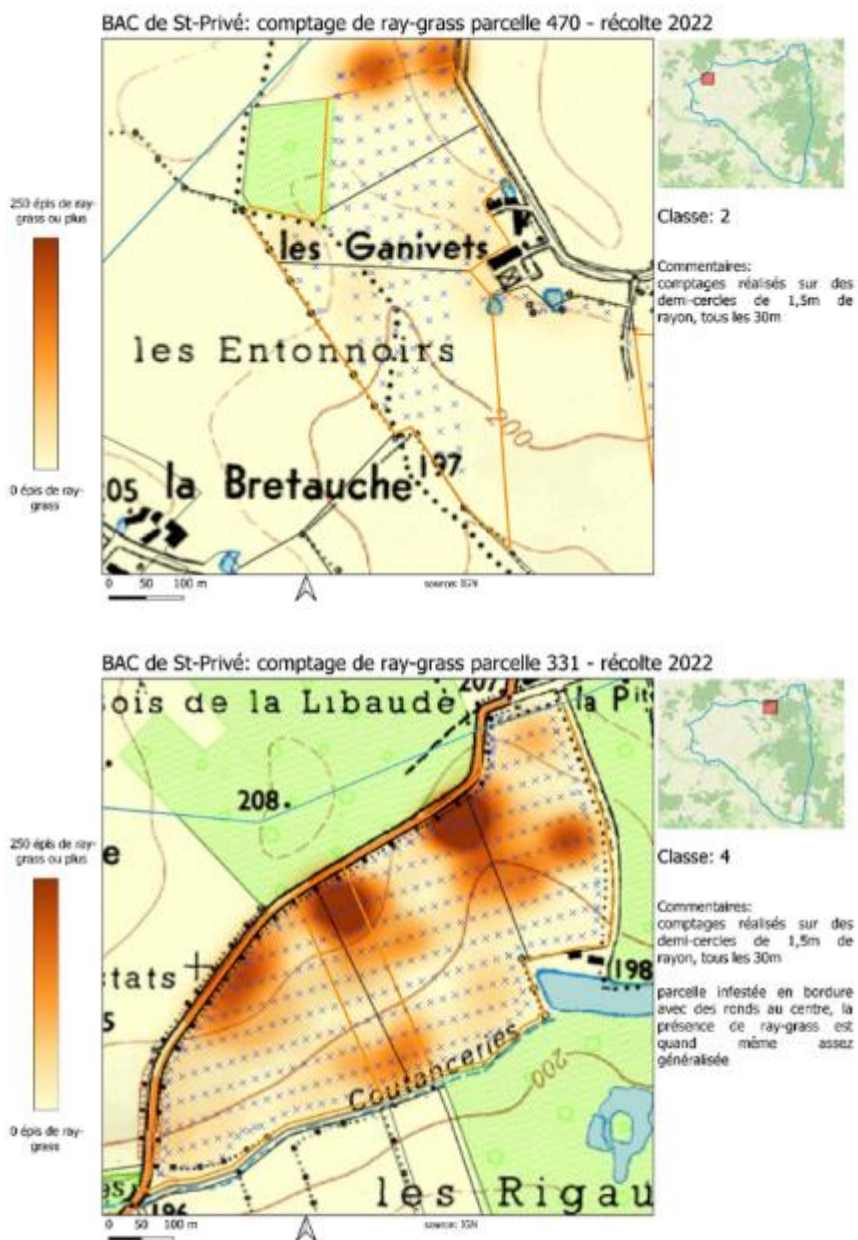 BAC de St-Privé: comptage de ray-grass parcelle 470 - récolte 2022
250 épis de ray-
grass ou plus
0 épis de ray-
grass
les Ganivets
les Entonnoirs
200
197
05 la Bretauche
0 50 100 m
source: IGN
Classe: 2
Commentaires:
comptages réalisés sur des
demi-cercles de 1,5m de
rayon, tous les 30m
BAC de St-Privé: comptage de ray-grass parcelle 331 - récolte 2022
250 épis de ray-
grass ou plus
0 épis de ray-
grass
ois de la Libaude
207
la Pit
208.
e
tats
5
198
Coutanceries
200
les Rigau
es
196
0 50 100 m
source: IGN
Classe: 4
Commentaires:
comptages réalisés sur des
demi-cercles de 1,5m de
rayon, tous les 30m
parcelle infestée en bordure
avec des ronds au centre, la
présence de ray-grass est
quand même assez
généralisée